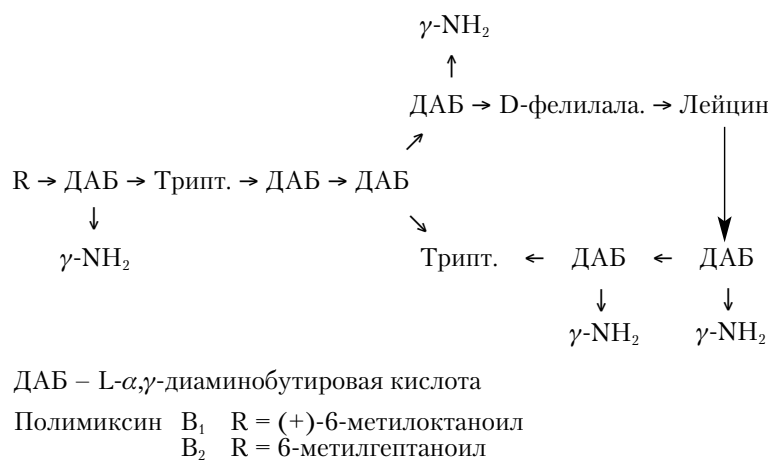 γ-NH₂
↑
ДАБ → D-фелилала. → Лейцин
R → ДАБ → Трипт. → ДАБ → ДАБ
γ-NH₂
Трипт. ← ДАБ ← ДАБ
γ-NH₂ γ-NH₂
ДАБ – L-α,γ-диаминобутировая кислота
Полимиксин B₁ R = (+)-6-метилоктаноил
B₂ R = 6-метилгептаноил